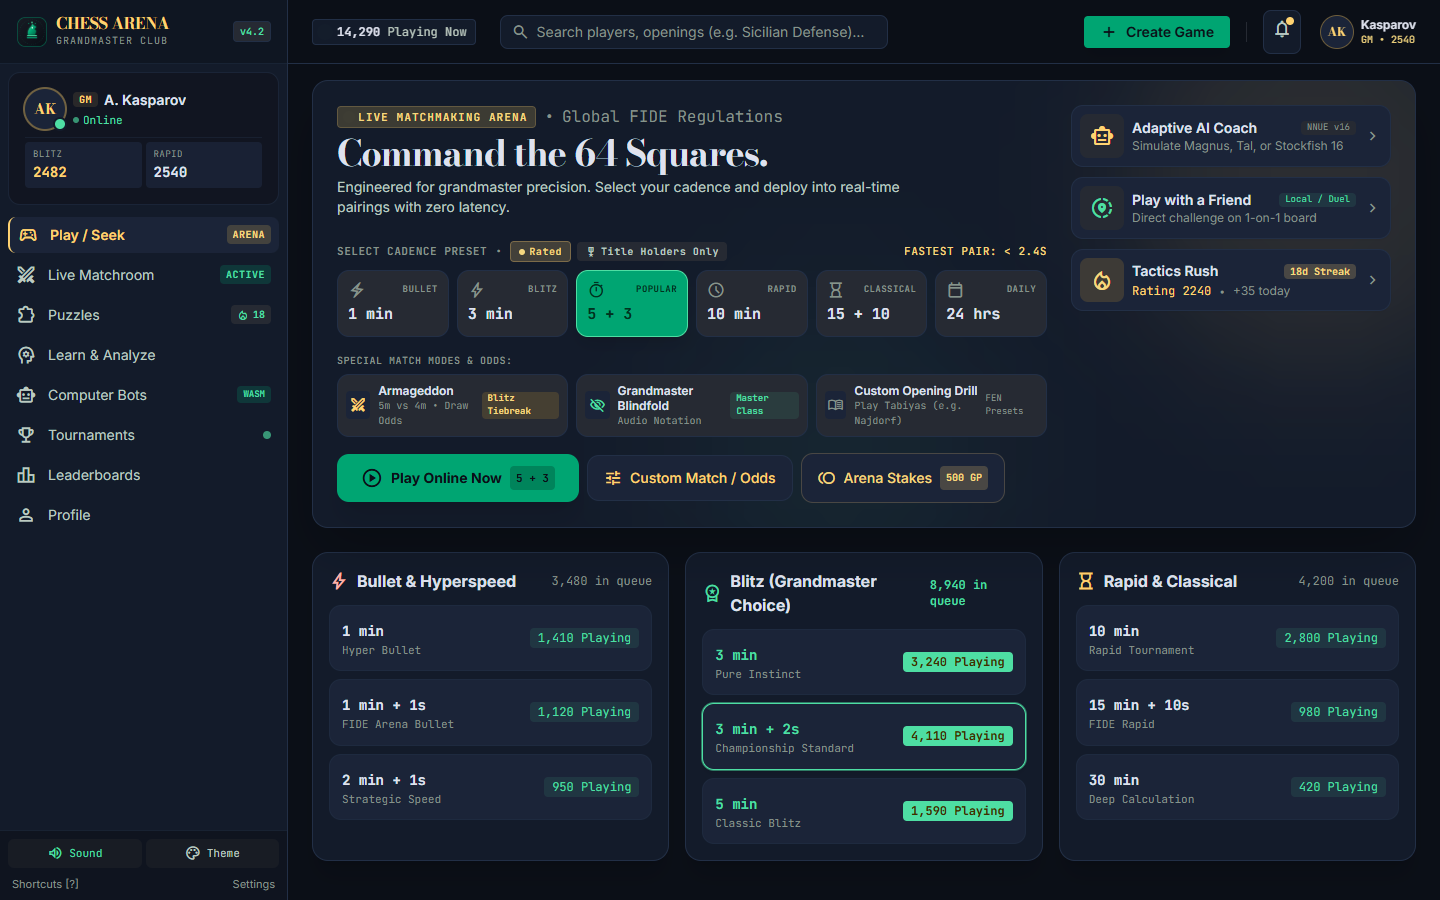 CHESS ARENA
GRANDMASTER CLUB
v4.2
AK
GM A. Kasparov
Online
BLITZ
2482
RAPID
2540
Play / Seek ARENA
Live Matchroom ACTIVE
Puzzles 18
Learn & Analyze
Computer Bots WASM
Tournaments
Leaderboards
Profile
Sound
Theme
Shortcuts [?]
Settings
14,290 Playing Now
Search players, openings (e.g. Sicilian Defense)...
+ Create Game
AK
Kasparov
GM • 2540
LIVE MATCHMAKING ARENA • Global FIDE Regulations
Command the 64 Squares.
Engineered for grandmaster precision. Select your cadence and deploy into real-time
pairings with zero latency.
SELECT CADENCE PRESET • Rated Title Holders Only FASTEST PAIR: < 2.4S
BULLET
1 min
BLITZ
3 min
POPULAR
5 + 3
RAPID
10 min
CLASSICAL
15 + 10
DAILY
24 hrs
SPECIAL MATCH MODES & ODDS:
Armageddon
5m vs 4m • Draw
Odds
Blitz
Tiebreak
Grandmaster
Blindfold
Audio Notation
Master
Class
Custom Opening Drill
Play Tabiyas (e.g.
Najdorf)
FEN
Presets
Play Online Now 5 + 3
Custom Match / Odds
Arena Stakes 500 GP
Adaptive AI Coach NNUE v16
Simulate Magnus, Tal, or Stockfish 16
Play with a Friend Local / Duel
Direct challenge on 1-on-1 board
Tactics Rush 18d Streak
Rating 2240 • +35 today
Bullet & Hyperspeed 3,480 in queue
1 min
Hyper Bullet
1,410 Playing
1 min + 1s
FIDE Arena Bullet
1,120 Playing
2 min + 1s
Strategic Speed
950 Playing
Blitz (Grandmaster
Choice)
8,940 in
queue
3 min
Pure Instinct
3,240 Playing
3 min + 2s
Championship Standard
4,110 Playing
5 min
Classic Blitz
1,590 Playing
Rapid & Classical 4,200 in queue
10 min
Rapid Tournament
2,800 Playing
15 min + 10s
FIDE Rapid
980 Playing
30 min
Deep Calculation
420 Playing